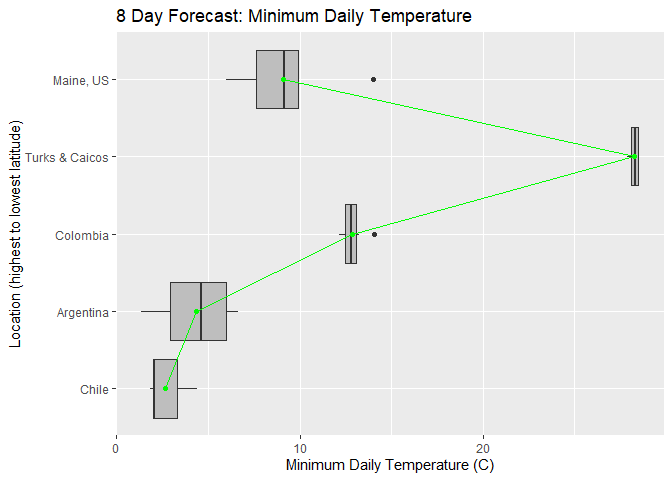 8 Day Forecast: Minimum Daily Temperature
Location (highest to lowest latitude)
Maine, US
Turks & Caicos
Colombia
Argentina
Chile
0 10 20
Minimum Daily Temperature (C)